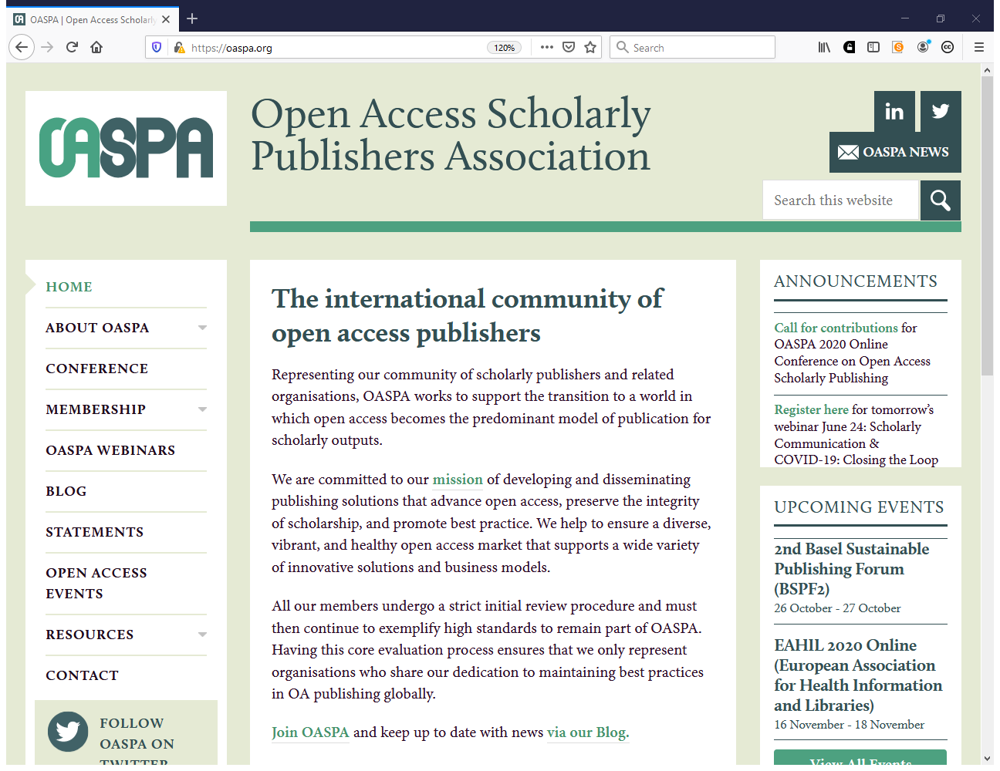 OASPA | Open Access Scholarly
https://oaspa.org
120%
Search
OASPA
Open Access Scholarly
Publishers Association
in
OASPA NEWS
Search this website
HOME
ABOUT OASPA
CONFERENCE
MEMBERSHIP
OASPA WEBINARS
BLOG
STATEMENTS
OPEN ACCESS
EVENTS
RESOURCES
CONTACT
FOLLOW
OASPA ON
TWITTER
The international community of
open access publishers
Representing our community of scholarly publishers and related
organisations, OASPA works to support the transition to a world in
which open access becomes the predominant model of publication for
scholarly outputs.
We are committed to our mission of developing and disseminating
publishing solutions that advance open access, preserve the integrity
of scholarship, and promote best practice. We help to ensure a diverse,
vibrant, and healthy open access market that supports a wide variety
of innovative solutions and business models.
All our members undergo a strict initial review procedure and must
then continue to exemplify high standards to remain part of OASPA.
Having this core evaluation process ensures that we only represent
organisations who share our dedication to maintaining best practices
in OA publishing globally.
Join OASPA and keep up to date with news via our Blog.
ANNOUNCEMENTS
Call for contributions for
OASPA 2020 Online
Conference on Open Access
Scholarly Publishing
Register here for tomorrow's
webinar June 24: Scholarly
Communication &
COVID-19: Closing the Loop
UPCOMING EVENTS
2nd Basel Sustainable
Publishing Forum
(BSPF2)
26 October - 27 October
EAHIL 2020 Online
(European Association
for Health Information
and Libraries)
16 November - 18 November
View All Events